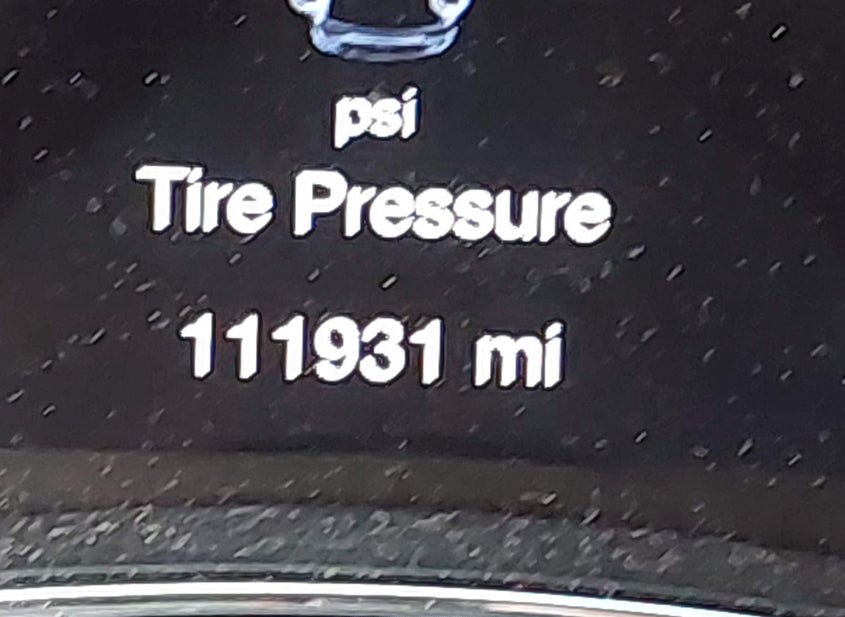 psi
Tire Pressure
111931 mi